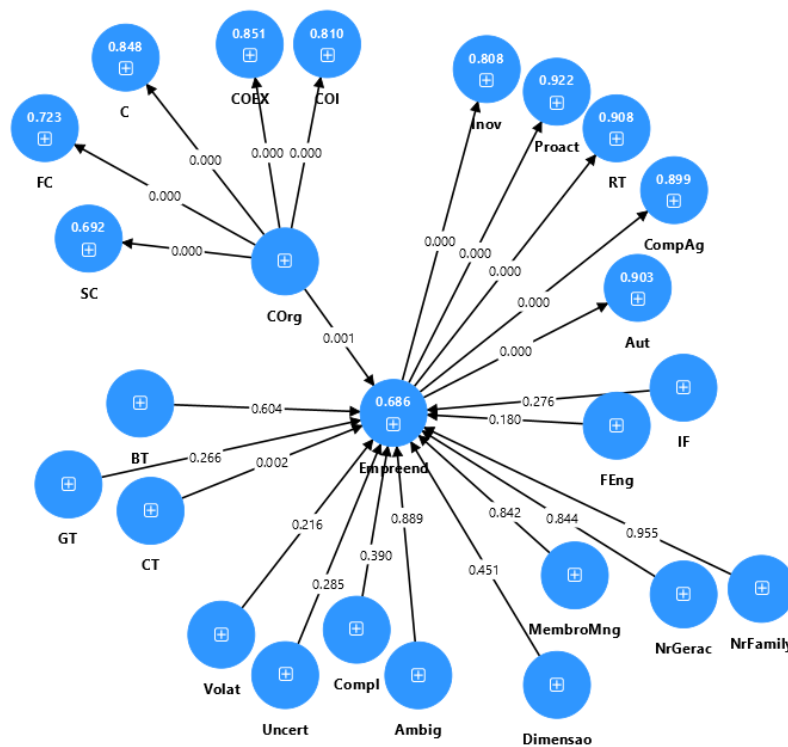 0.848
C
0.851
COEX
0.810
COI
0.808
Inov
0.922
Proact
0.908
RT
0.723
FC
0.899
CompAg
0.692
SC
0.903
Aut
COrg
0.000
0.000
0.000
0.000
0.000
0.001
0.000
0.000
0.000
0.000
0.000
0.686
Empreend
BT
0.604
GT
0.266
CT
0.002
0.276
IF
0.180
FEng
0.216
0.285
0.390
0.889
0.451
0.842
0.844
0.955
Volat
Uncert
Compl
Ambig
Dimensao
MembroMng
NrGerac
NrFamily